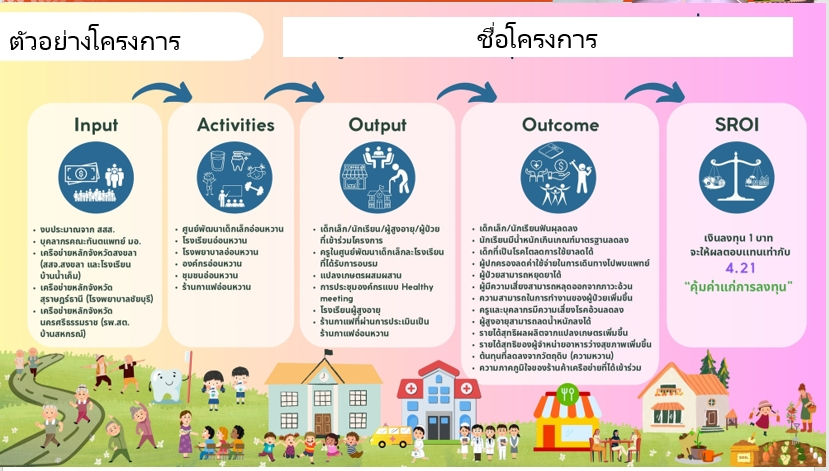 ตัวอย่างโครงการ
ชื่อโครงการ
Input
• งบประมาณจาก สสส.
• บุคลากรคณะทันตแพทย์ มอ.
• เครือข่ายหลักจังหวัดสงขลา
(สสจ.สงขลา และโรงเรียน
บ้านน้ำเค็ม)
• เครือข่ายหลักจังหวัด
สุราษฎร์ธานี (โรงพยาบาลชัยบุรี)
• เครือข่ายหลักจังหวัด
นครศรีธรรมราช (รพ.สต.
บ้านสหกรณ์)
Activities
• ศูนย์พัฒนาเด็กเล็กอ่อนหวาน
• โรงเรียนอ่อนหวาน
• โรงพยาบาลอ่อนหวาน
• องค์กรอ่อนหวาน
• ชุมชนอ่อนหวาน
• ร้านกาแฟอ่อนหวาน
Output
• เด็กเล็ก/นักเรียน/ผู้สูงอายุ/ผู้ป่วย
ที่เข้าร่วมโครงการ
• ครูในศูนย์พัฒนาเด็กเล็กละโรงเรียน
ที่ได้รับการอบรม
• แปลงเกษตรผสมผสาน
• การประชุมองค์กรแบบ Healthy
meeting
• โรงเรียนผู้สูงอายุ
• ร้านกาแฟที่ผ่านการประเมินเป็น
ร้านกาแฟอ่อนหวาน
Outcome
• เด็กเล็ก/นักเรียนฟันผุลดลง
• นักเรียนมีน้ำหนักเกินเกณฑ์มาตรฐานลดลง
• เด็กที่เป็นโรคไตลดการใช้ยาลดได้
• ผู้ปกครองลดค่าใช้จ่ายในการเดินทางไปพบแพทย์
• ผู้ป่วยสามารถหยุดยาได้
• ผู้มีความเสี่ยงสามารถหลุดออกจากภาวะอ้วน
• ความสามารถในการทำงานของผู้ป่วยเพิ่มขึ้น
• ครูและบุคลากรมีความเสี่ยงโรคอ้วนลดลง
• ผู้สูงอายุสามารถลดน้ำหนักลงได้
• รายได้สุทธิผลผลิตจากแปลงเกษตรเพิ่มขึ้น
• รายได้สุทธิของผู้จำหน่ายอาหารว่างสุขภาพเพิ่มขึ้น
• ต้นทุนที่ลดลงจากวัตถุดิบ (ความหวาน)
• ความภาคภูมิใจของร้านค้าเครือข่ายที่ได้เข้าร่วม
SROI
เงินลงทุน 1 บาท
จะให้ผลตอบแทนเท่ากับ
4.21
“คุ้มค่าแก่การลงทุน”